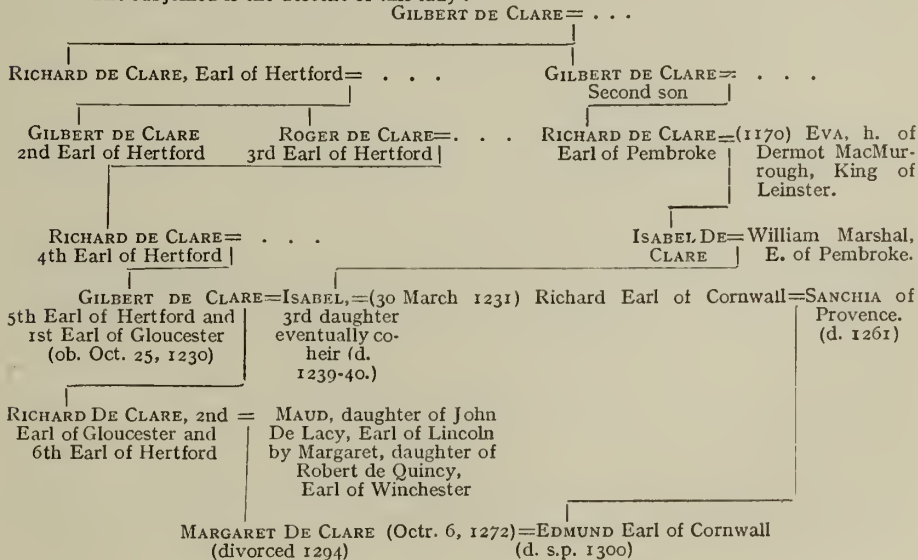 GILBERT DE CLARE= . . .
RICHARD DE CLARE, Earl of Hertford= . . . GILBERT DE CLARE= . . .
Second son
GILBERT DE CLARE ROGER DE CLARE= . . . RICHARD DE CLARE=(1170) EVA, h. of
2nd Earl of Hertford 3rd Earl of Hertford Earl of Pembroke Dermot MacMur-
rough, King of
Leinster.
RICHARD DE CLARE= . . . ISABEL DE=William Marshal,
4th Earl of Hertford CLARE E. of Pembroke.
GILBERT DE CLARE=ISABEL,=(30 March 1231) Richard Earl of Cornwall=SANCHIA of
5th Earl of Hertford and 3rd daughter Provence.
1st Earl of Gloucester eventually co- (d. 1261)
(ob. Oct. 25, 1230) heir (d.
1239-40.)
RICHARD DE CLARE, 2nd = MAUD, daughter of John
Earl of Gloucester and De Lacy, Earl of Lincoln
6th Earl of Hertford by Margaret, daughter of
Robert de Quincy,
Earl of Winchester
MARGARET DE CLARE (Octr. 6, 1272)=EDMUND Earl of Cornwall
(divorced 1294) (d. s.p. 1300)